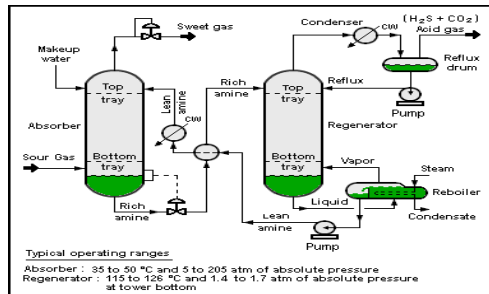 Sweet gas
Condenser
CW
(H2S + CO2)
Acid gas
Makeup
water
Reflux
drum
Rich
amine
Reflux
Top
tray
Lean
amine
Top
tray
Pump
Absorber
CW
Regenerator
Sour Gas
Bottom
tray
Bottom
tray
Vapor
Steam
Reboiler
Rich
amine
Lean
amine
Liquid
Condensate
Pump
Typical operating ranges
Absorber : 35 to 50 °C and 5 to 205 atm of absolute pressure
Regenerator : 115 to 126 °C and 1.4 to 1.7 atm of absolute pressure
at tower bottom